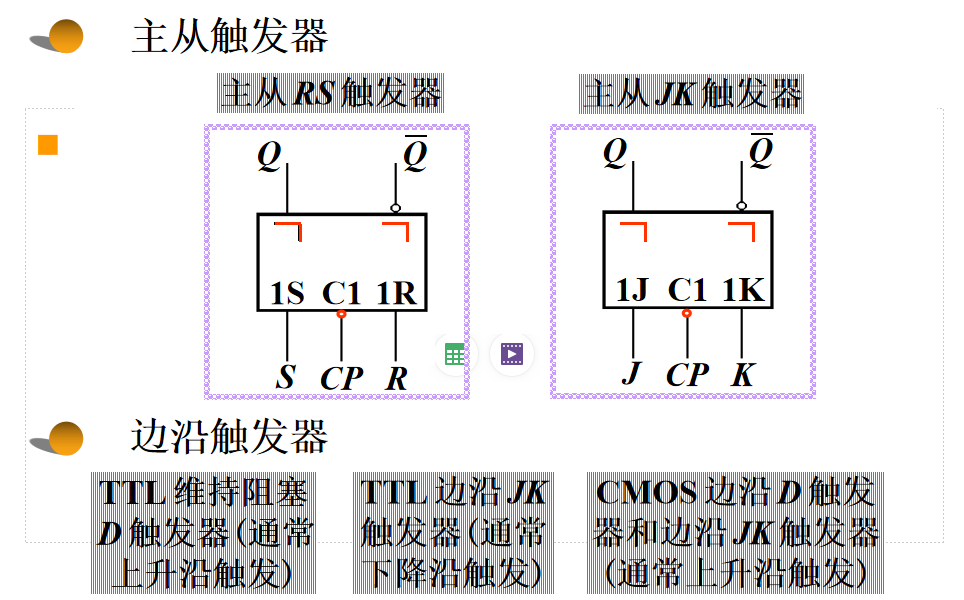 主从触发器
主从 RS 触发器
主从 JK 触发器
Q Q̅
Q Q̅
1S C1 1R
1J C1 1K
S CP R
J CP K
边沿触发器
TTL 维持阻塞
D 触发器(通常
上升沿触发)
TTL 边沿 JK
触发器(通常
下降沿触发)
CMOS 边沿 D 触发
器和边沿 JK 触发器
(通常上升沿触发)